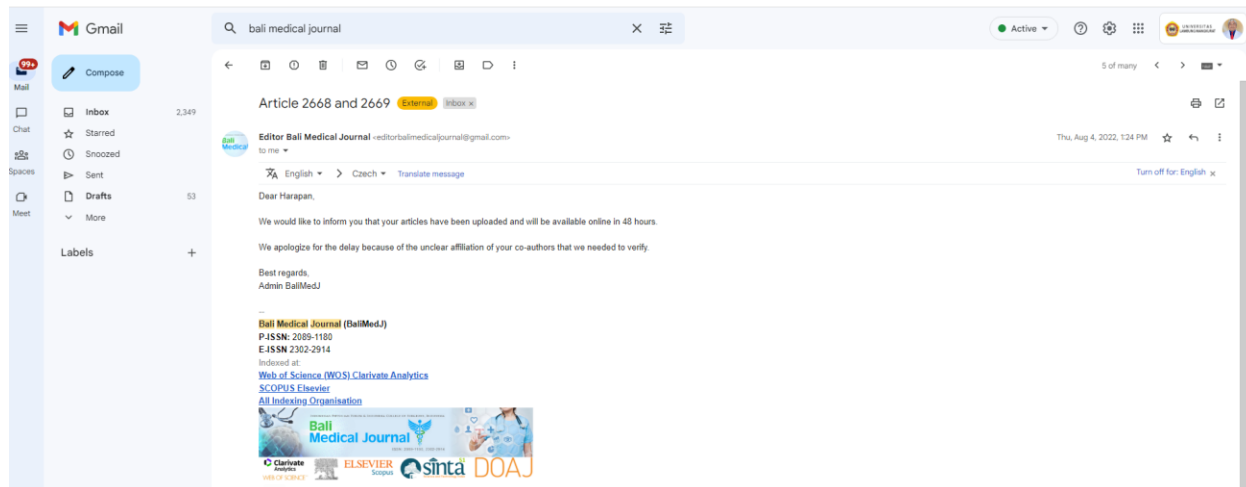 Gmail
bali medical journal
Active
99+
Mail
Compose
5 of many
Article 2668 and 2669 External Inbox x
Inbox 2,349
Chat
Starred
Editor Bali Medical Journal <editorbalimedicaljournal@gmail.com>
Thu, Aug 4, 2022, 1:24 PM
to me
Snoozed
Spaces
Sent
English Czech Translate message
Turn off for: English x
Drafts 53
Dear Harapan,
Meet
More
We would like to inform you that your articles have been uploaded and will be available online in 48 hours.
Labels +
We apologize for the delay because of the unclear affiliation of your co-authors that we needed to verify.
Best regards,
Admin BaliMedJ
--
Bali Medical Journal (BaliMedJ)
P-ISSN: 2089-1180
E-ISSN 2302-2914
Indexed at:
Web of Science (WOS) Clarivate Analytics
SCOPUS Elsevier
All Indexing Organisation
Bali
Medical Journal
Clarivate
Analytics
WEB OF SCIENCE
ELSEVIER
Scopus
sinta
DOAJ